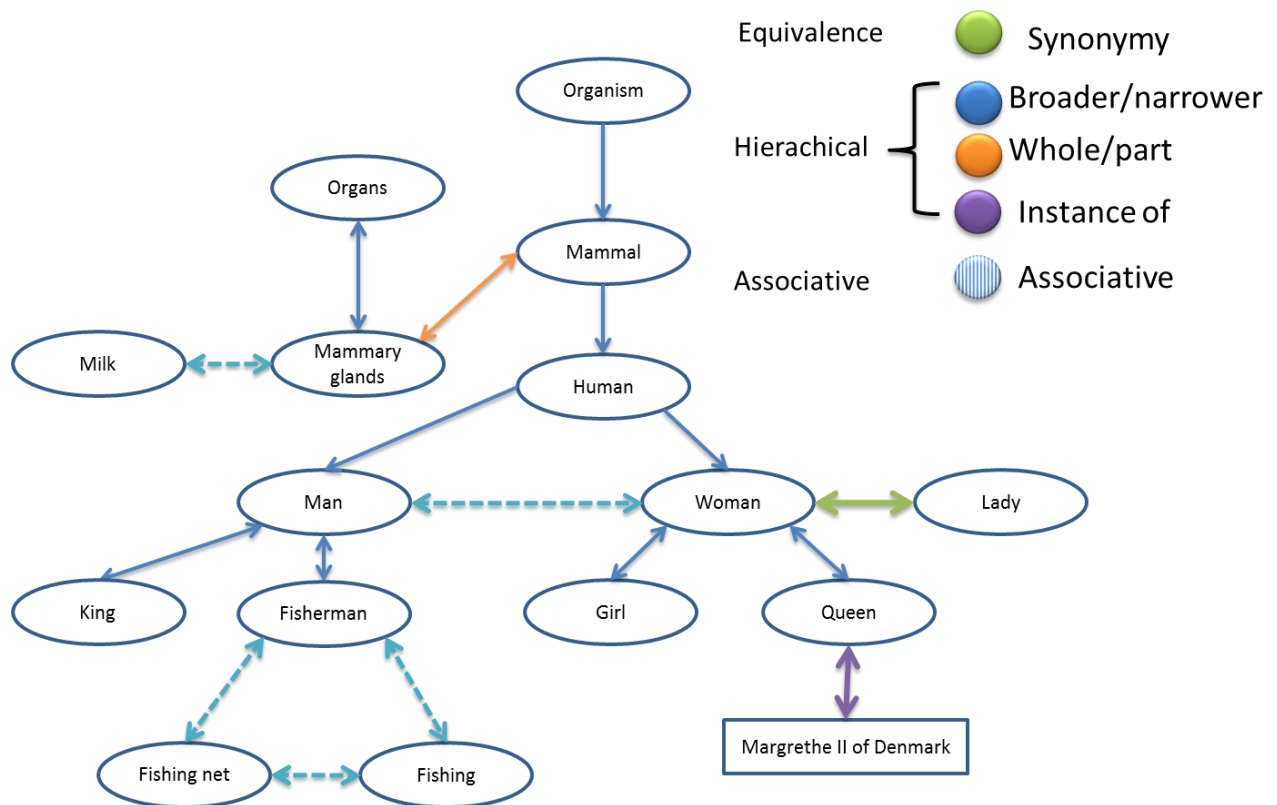 Equivalence
Synonymy
Organism
Broader/narrower
Hierachical
Whole/part
Organs
Instance of
Mammal
Associative
Associative
Milk
Mammary
glands
Human
Man
Woman
Lady
King
Fisherman
Girl
Queen
Margrethe II of Denmark
Fishing net
Fishing